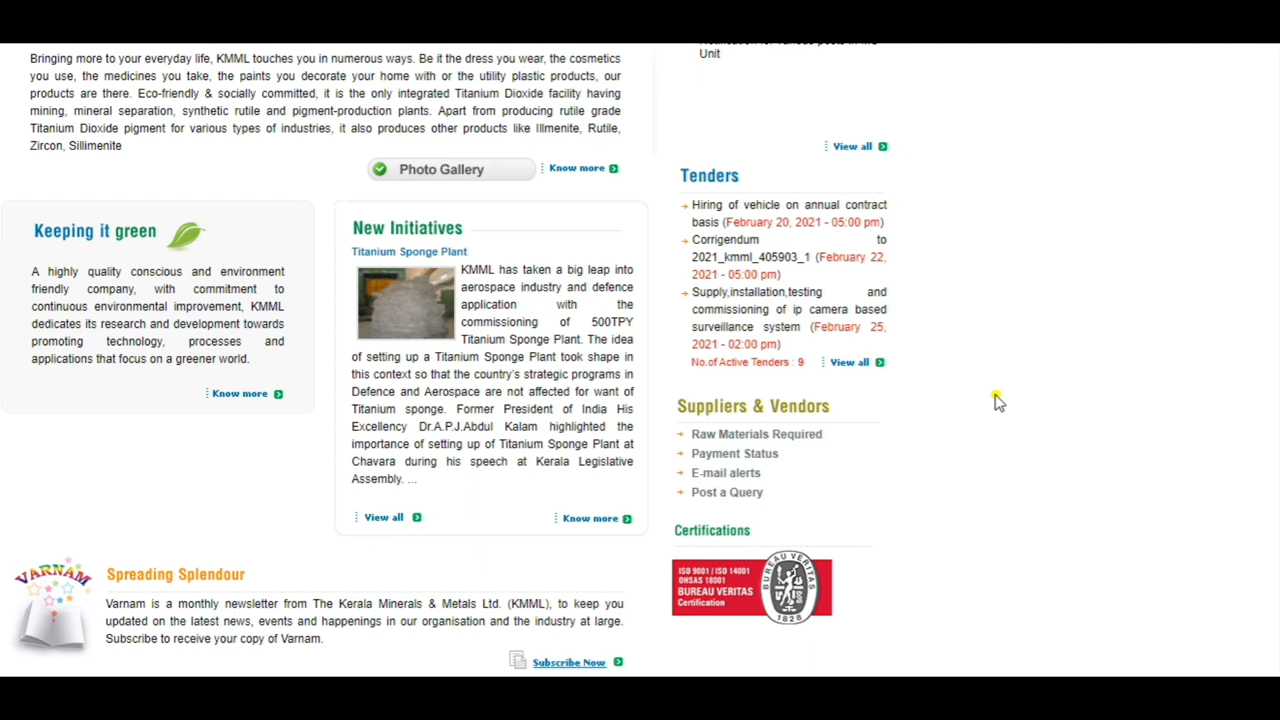 Bringing more to your everyday life, KMML touches you in numerous ways. Be it the dress you wear, the cosmetics
you use, the medicines you take, the paints you decorate your home with or the utility plastic products, our
products are there. Eco-friendly & socially committed, it is the only integrated Titanium Dioxide facility having
mining, mineral separation, synthetic rutile and pigment-production plants. Apart from producing rutile grade
Titanium Dioxide pigment for various types of industries, it also produces other products like Illmenite, Rutile,
Zircon, Sillimenite
Photo Gallery
Know more
Keeping it green
A highly quality conscious and environment
friendly company, with commitment to
continuous environmental improvement, KMML
dedicates its research and development towards
promoting technology, processes and
applications that focus on a greener world.
Know more
New Initiatives
Titanium Sponge Plant
KMML has taken a big leap into
aerospace industry and defence
application with the
commissioning of 500TPY
Titanium Sponge Plant. The idea
of setting up a Titanium Sponge Plant took shape in
this context so that the country's strategic programs in
Defence and Aerospace are not affected for want of
Titanium sponge. Former President of India His
Excellency Dr.A.P.J.Abdul Kalam highlighted the
importance of setting up of Titanium Sponge Plant at
Chavara during his speech at Kerala Legislative
Assembly. ...
View all
Know more
VARNAM
Spreading Splendour
Varnam is a monthly newsletter from The Kerala Minerals & Metals Ltd. (KMML), to keep you
updated on the latest news, events and happenings in our organisation and the industry at large.
Subscribe to receive your copy of Varnam.
Subscribe Now
Unit
View all
Tenders
Hiring of vehicle on annual contract
basis (February 20, 2021 - 05:00 pm)
Corrigendum to
2021_kmml_405903_1 (February 22,
2021 - 05:00 pm)
Supply,installation,testing and
commissioning of ip camera based
surveillance system (February 25,
2021 - 02:00 pm)
No.of Active Tenders : 9
View all
Suppliers & Vendors
Raw Materials Required
Payment Status
E-mail alerts
Post a Query
Certifications
ISO 9001 / ISO 14001
OHSAS 18001
BUREAU VERITAS
Certification
BUREAU VERITAS
1828